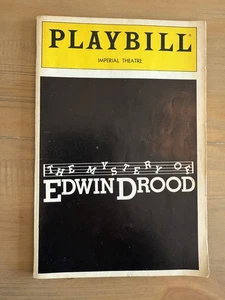 PLAYBILL
IMPERIAL THEATRE
THE MYSTERY OF
EDWIN DROOD